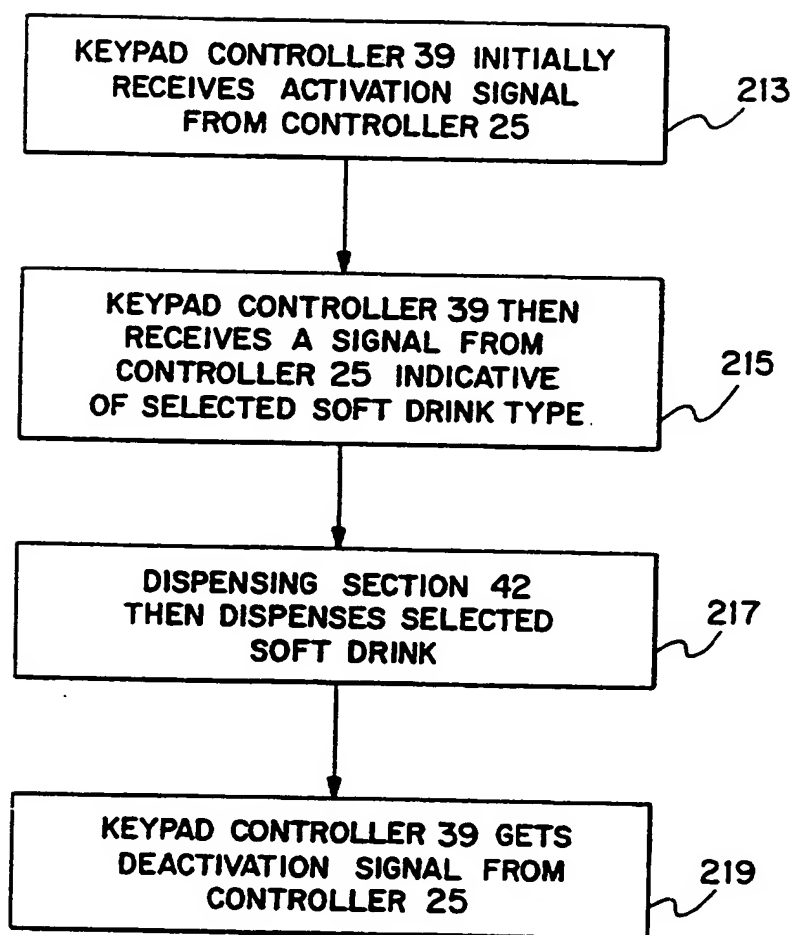 KEYPAD CONTROLLER 39 INITIALLY
RECEIVES ACTIVATION SIGNAL
FROM CONTROLLER 25
213
KEYPAD CONTROLLER 39 THEN
RECEIVES A SIGNAL FROM
CONTROLLER 25 INDICATIVE
OF SELECTED SOFT DRINK TYPE
215
DISPENSING SECTION 42
THEN DISPENSES SELECTED
SOFT DRINK
217
KEYPAD CONTROLLER 39 GETS
DEACTIVATION SIGNAL FROM
CONTROLLER 25
219